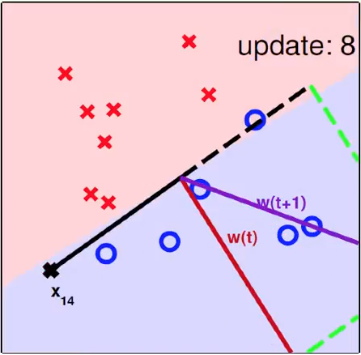 update: 8
w(t+1)
w(t)
x14